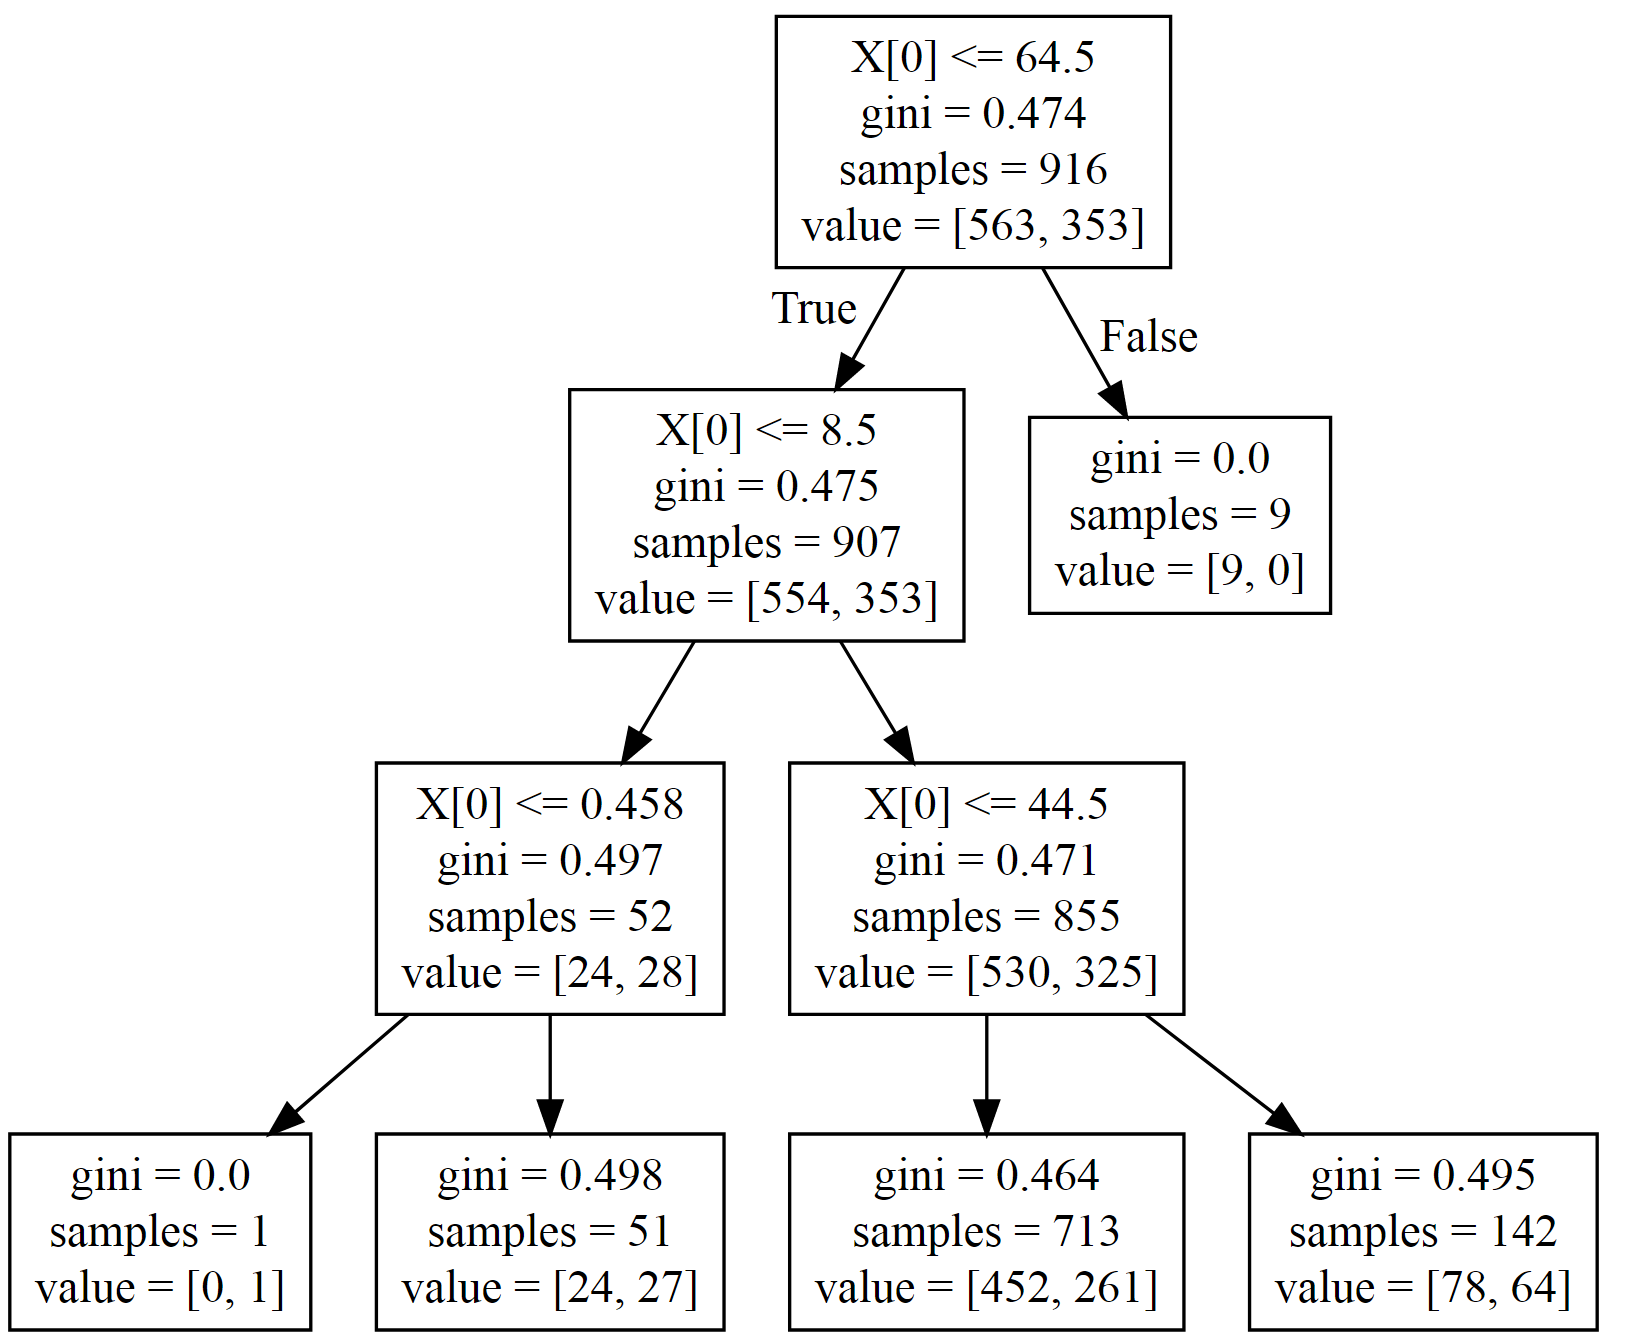 X[0] <= 64.5
gini = 0.474
samples = 916
value = [563, 353]
True
False
X[0] <= 8.5
gini = 0.475
samples = 907
value = [554, 353]
gini = 0.0
samples = 9
value = [9, 0]
X[0] <= 0.458
gini = 0.497
samples = 52
value = [24, 28]
X[0] <= 44.5
gini = 0.471
samples = 855
value = [530, 325]
gini = 0.0
samples = 1
value = [0, 1]
gini = 0.498
samples = 51
value = [24, 27]
gini = 0.464
samples = 713
value = [452, 261]
gini = 0.495
samples = 142
value = [78, 64]